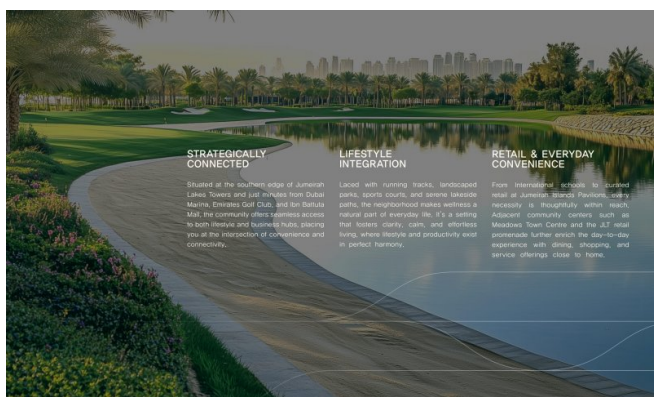 STRATEGICALLY
CONNECTED
Situated at the southern edge of Jumeirah
Lakes Towers and just minutes from Dubai
Marina, Emirates Golf Club, and Ibn Battuta
Mall, the community offers seamless access
to both lifestyle and business hubs, placing
you at the intersection of convenience and
connectivity.
LIFESTYLE
INTEGRATION
Laced with running tracks, landscaped
parks, sports courts, and serene lakeside
paths, the neighborhood makes wellness a
natural part of everyday life. It's a setting
that fosters clarity, calm, and effortless
living, where lifestyle and productivity exist
in perfect harmony.
RETAIL & EVERYDAY
CONVENIENCE
From international schools to curated
retail at Jumeirah Islands Pavilions, every
necessity is thoughtfully within reach.
Adjacent community centers such as
Meadows Town Centre and the JLT retail
promenade further enrich the day-to-day
experience with dining, shopping, and
service offerings close to home.